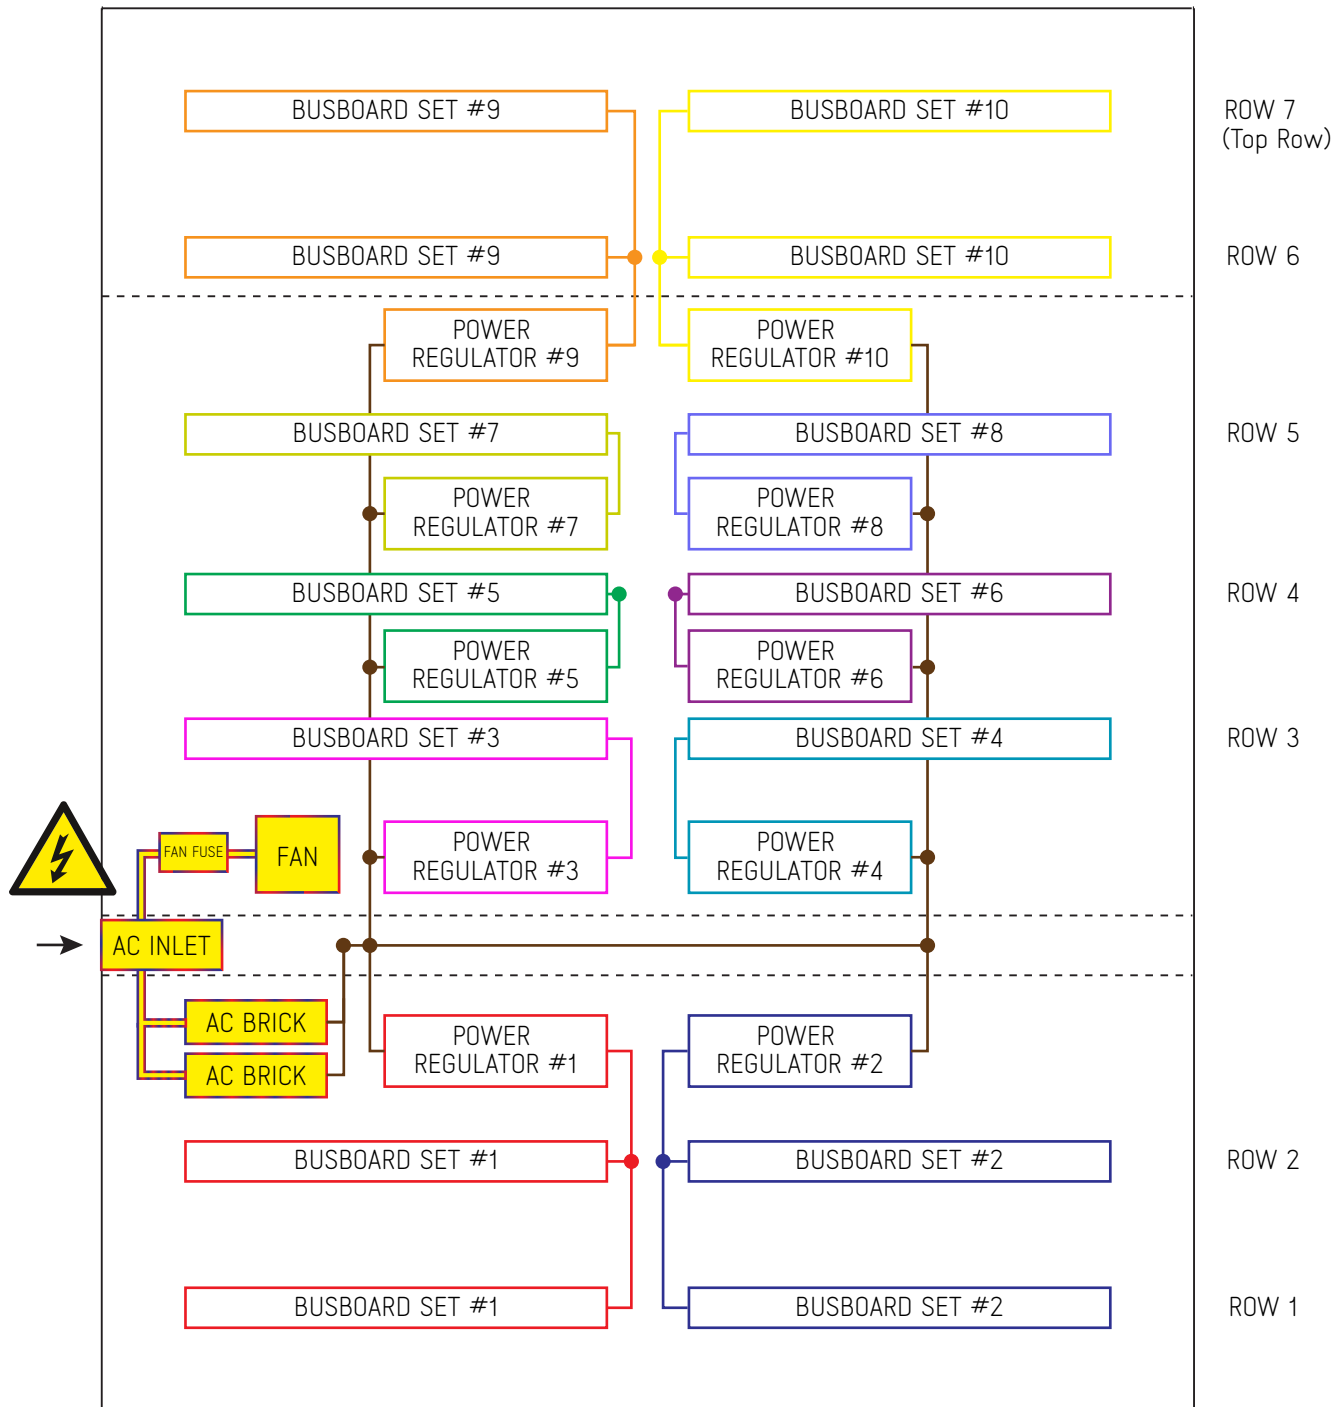 BUSBOARD SET #9
BUSBOARD SET #10
ROW 7
(Top Row)
BUSBOARD SET #9
BUSBOARD SET #10
ROW 6
POWER
REGULATOR #9
POWER
REGULATOR #10
BUSBOARD SET #7
BUSBOARD SET #8
ROW 5
POWER
REGULATOR #7
POWER
REGULATOR #8
BUSBOARD SET #5
BUSBOARD SET #6
ROW 4
POWER
REGULATOR #5
POWER
REGULATOR #6
BUSBOARD SET #3
BUSBOARD SET #4
ROW 3
FAN FUSE
FAN
POWER
REGULATOR #3
POWER
REGULATOR #4
AC INLET
AC BRICK
AC BRICK
POWER
REGULATOR #1
POWER
REGULATOR #2
BUSBOARD SET #1
BUSBOARD SET #2
ROW 2
BUSBOARD SET #1
BUSBOARD SET #2
ROW 1